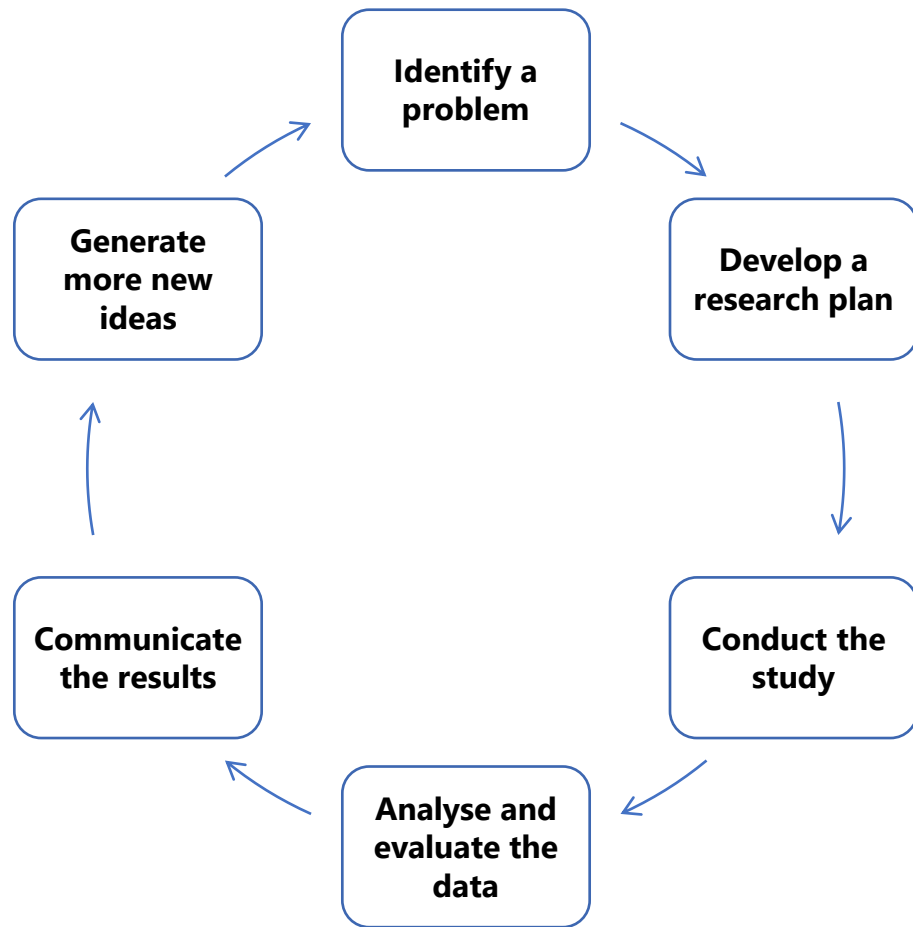 Identify a
problem
Develop a
research plan
Conduct the
study
Analyse and
evaluate the
data
Communicate
the results
Generate
more new
ideas